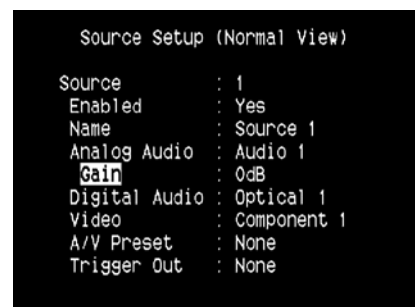 Source Setup (Normal View)
Source : 1
Enabled : Yes
Name : Source 1
Analog Audio : Audio 1
Gain : 0dB
Digital Audio : Optical 1
Video : Component 1
A/V Preset : None
Trigger Out : None